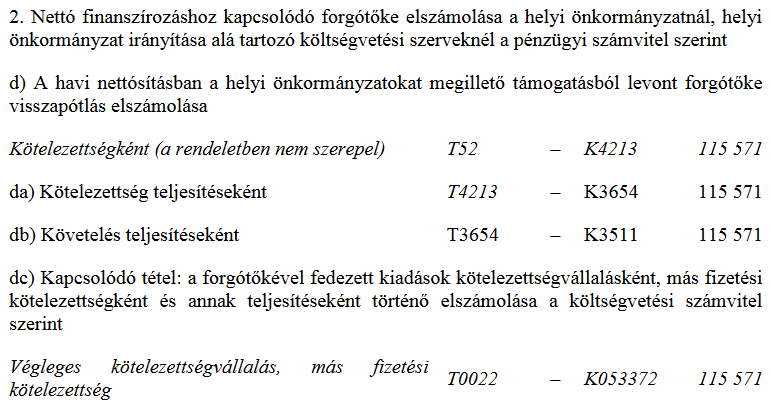 2. Nettó finanszírozáshoz kapcsolódó forgótőke elszámolása a helyi önkormányzatnál, helyi
önkormányzat irányítása alá tartozó költségvetési szerveknél a pénzügyi számvitel szerint
d) A havi nettósításban a helyi önkormányzatokat megillető támogatásból levont forgótőke
visszapótlás elszámolása
Kötelezettségként (a rendeletben nem szerepel) T52 – K4213 115 571
da) Kötelezettség teljesítéseként T4213 – K3654 115 571
db) Követelés teljesítéseként T3654 – K3511 115 571
dc) Kapcsolódó tétel: a forgótőkével fedezett kiadások kötelezettségvállalásként, más fizetési
kötelezettségként és annak teljesítéseként történő elszámolása a költségvetési számvitel
szerint
Végleges kötelezettségvállalás, más fizetési
kötelezettség T0022 – K053372 115 571